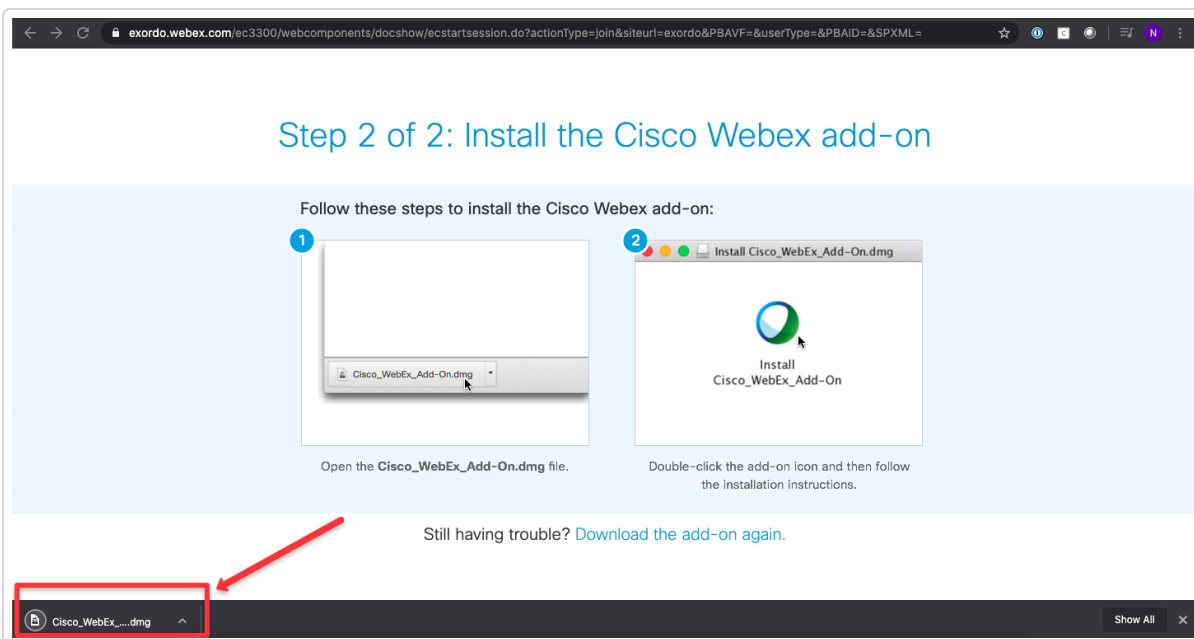 exordo.webex.com/ec3300/webcomponents/docshow/ecstartsession.do?actionType=join&siteurl=exordo&PBAVF=&userType=&PBAID=&SPXML=
C
N
Step 2 of 2: Install the Cisco Webex add-on
Follow these steps to install the Cisco Webex add-on:
1
Cisco_WebEx_Add-On.dmg
Open the Cisco_WebEx_Add-On.dmg file.
2
Install Cisco_WebEx_Add-On.dmg
Install
Cisco_WebEx_Add-On
Double-click the add-on icon and then follow
the installation instructions.
Still having trouble? Download the add-on again.
Cisco_WebEx_....dmg
Show All